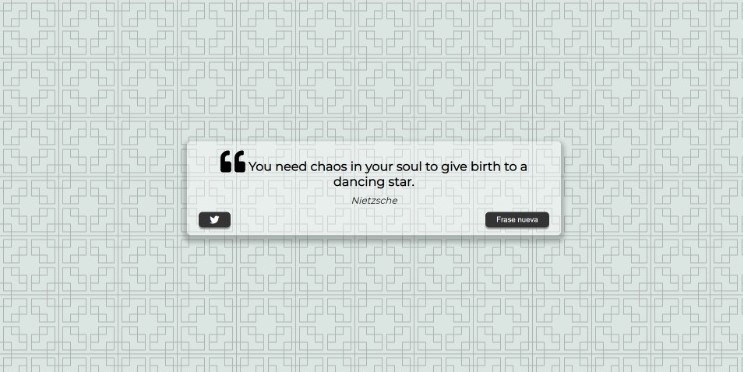 ❝ You need chaos in your soul to give birth to a
dancing star.
Nietzsche
Frase nueva